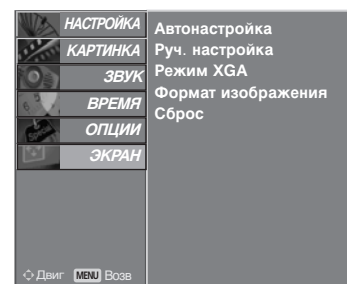 НАСТРОЙКА
КАРТИНКА
ЗВУК
ВРЕМЯ
ОПЦИИ
ЭКРАН
Автонастройка
Руч. настройка
Режим XGA
Формат изображения
Сброс
Двиг MENU Возв